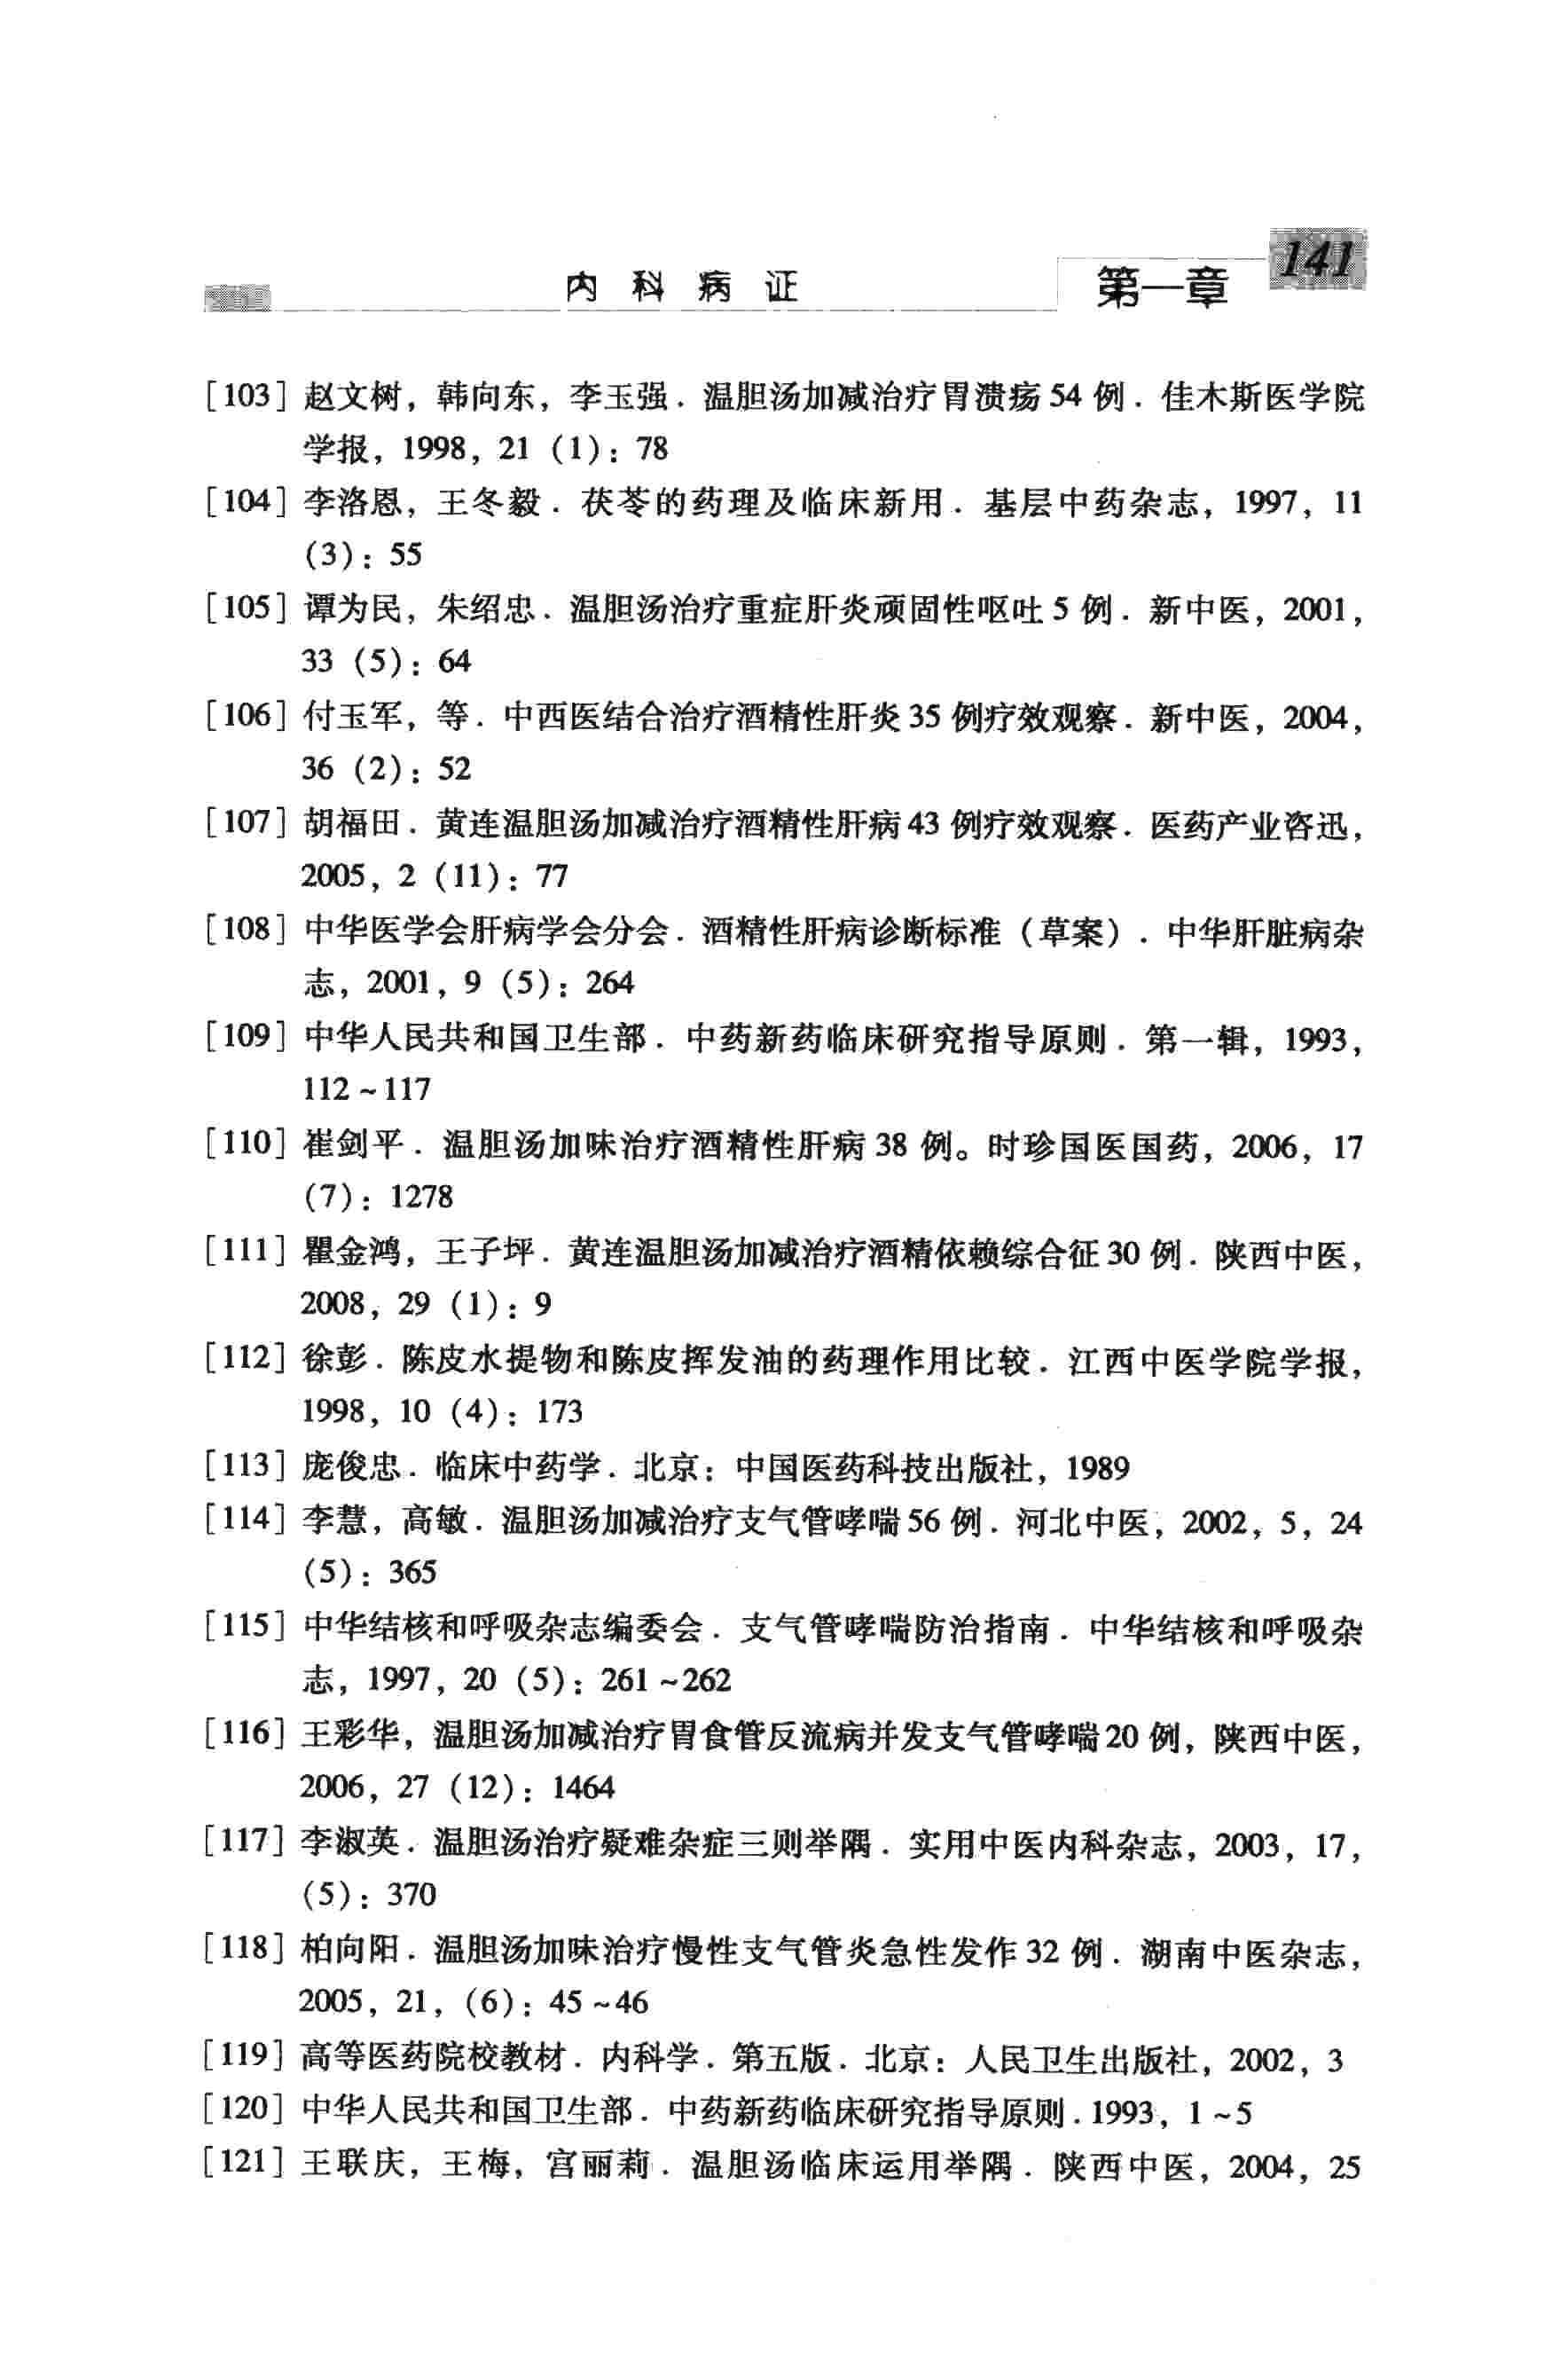 内科病证 第一章 141
[103] 赵文树，韩向东，李玉强．温胆汤加减治疗胃溃疡 54 例．佳木斯医学院
学报，1998，21（1）：78
[104] 李洛恩，王冬毅．茯苓的药理及临床新用．基层中药杂志，1997，11
（3）：55
[105] 谭为民，朱绍忠．温胆汤治疗重症肝炎顽固性呕吐 5 例．新中医，2001，
33（5）：64
[106] 付玉军，等．中西医结合治疗酒精性肝炎 35 例疗效观察．新中医，2004，
36（2）：52
[107] 胡福田．黄连温胆汤加减治疗酒精性肝病 43 例疗效观察．医药产业咨迅，
2005，2（11）：77
[108] 中华医学会肝病学会分会．酒精性肝病诊断标准（草案）．中华肝脏病杂
志，2001，9（5）：264
[109] 中华人民共和国卫生部．中药新药临床研究指导原则．第一辑，1993，
112～117
[110] 崔剑平．温胆汤加味治疗酒精性肝病 38 例。时珍国医国药，2006，17
（7）：1278
[111] 瞿金鸿，王子坪．黄连温胆汤加减治疗酒精依赖综合征 30 例．陕西中医，
2008，29（1）：9
[112] 徐彭．陈皮水提物和陈皮挥发油的药理作用比较．江西中医学院学报，
1998，10（4）：173
[113] 庞俊忠．临床中药学．北京：中国医药科技出版社，1989
[114] 李慧，高敏．温胆汤加减治疗支气管哮喘 56 例．河北中医，2002，5，24
（5）：365
[115] 中华结核和呼吸杂志编委会．支气管哮喘防治指南．中华结核和呼吸杂
志，1997，20（5）：261～262
[116] 王彩华，温胆汤加减治疗胃食管反流病并发支气管哮喘 20 例，陕西中医，
2006，27（12）：1464
[117] 李淑英．温胆汤治疗疑难杂症三则举隅．实用中医内科杂志，2003，17，
（5）：370
[118] 柏向阳．温胆汤加味治疗慢性支气管炎急性发作 32 例．湖南中医杂志，
2005，21，（6）：45～46
[119] 高等医药院校教材．内科学．第五版．北京：人民卫生出版社，2002，3
[120] 中华人民共和国卫生部．中药新药临床研究指导原则．1993，1～5
[121] 王联庆，王梅，宫丽莉．温胆汤临床运用举隅．陕西中医，2004，25